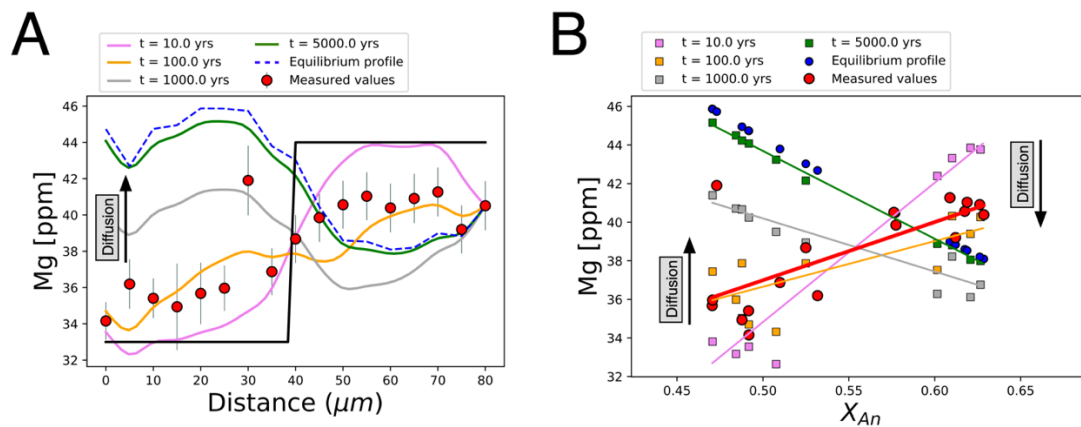 A
t = 10.0 yrs
t = 100.0 yrs
t = 1000.0 yrs
t = 5000.0 yrs
Equilibrium profile
Measured values
Mg [ppm]
46
44
42
40
38
36
34
32
Diffusion
0 10 20 30 40 50 60 70 80
Distance (μm)
B
t = 10.0 yrs
t = 100.0 yrs
t = 1000.0 yrs
t = 5000.0 yrs
Equilibrium profile
Measured values
Mg [ppm]
46
44
42
40
38
36
34
32
Diffusion
Diffusion
0.45 0.50 0.55 0.60 0.65
X_An